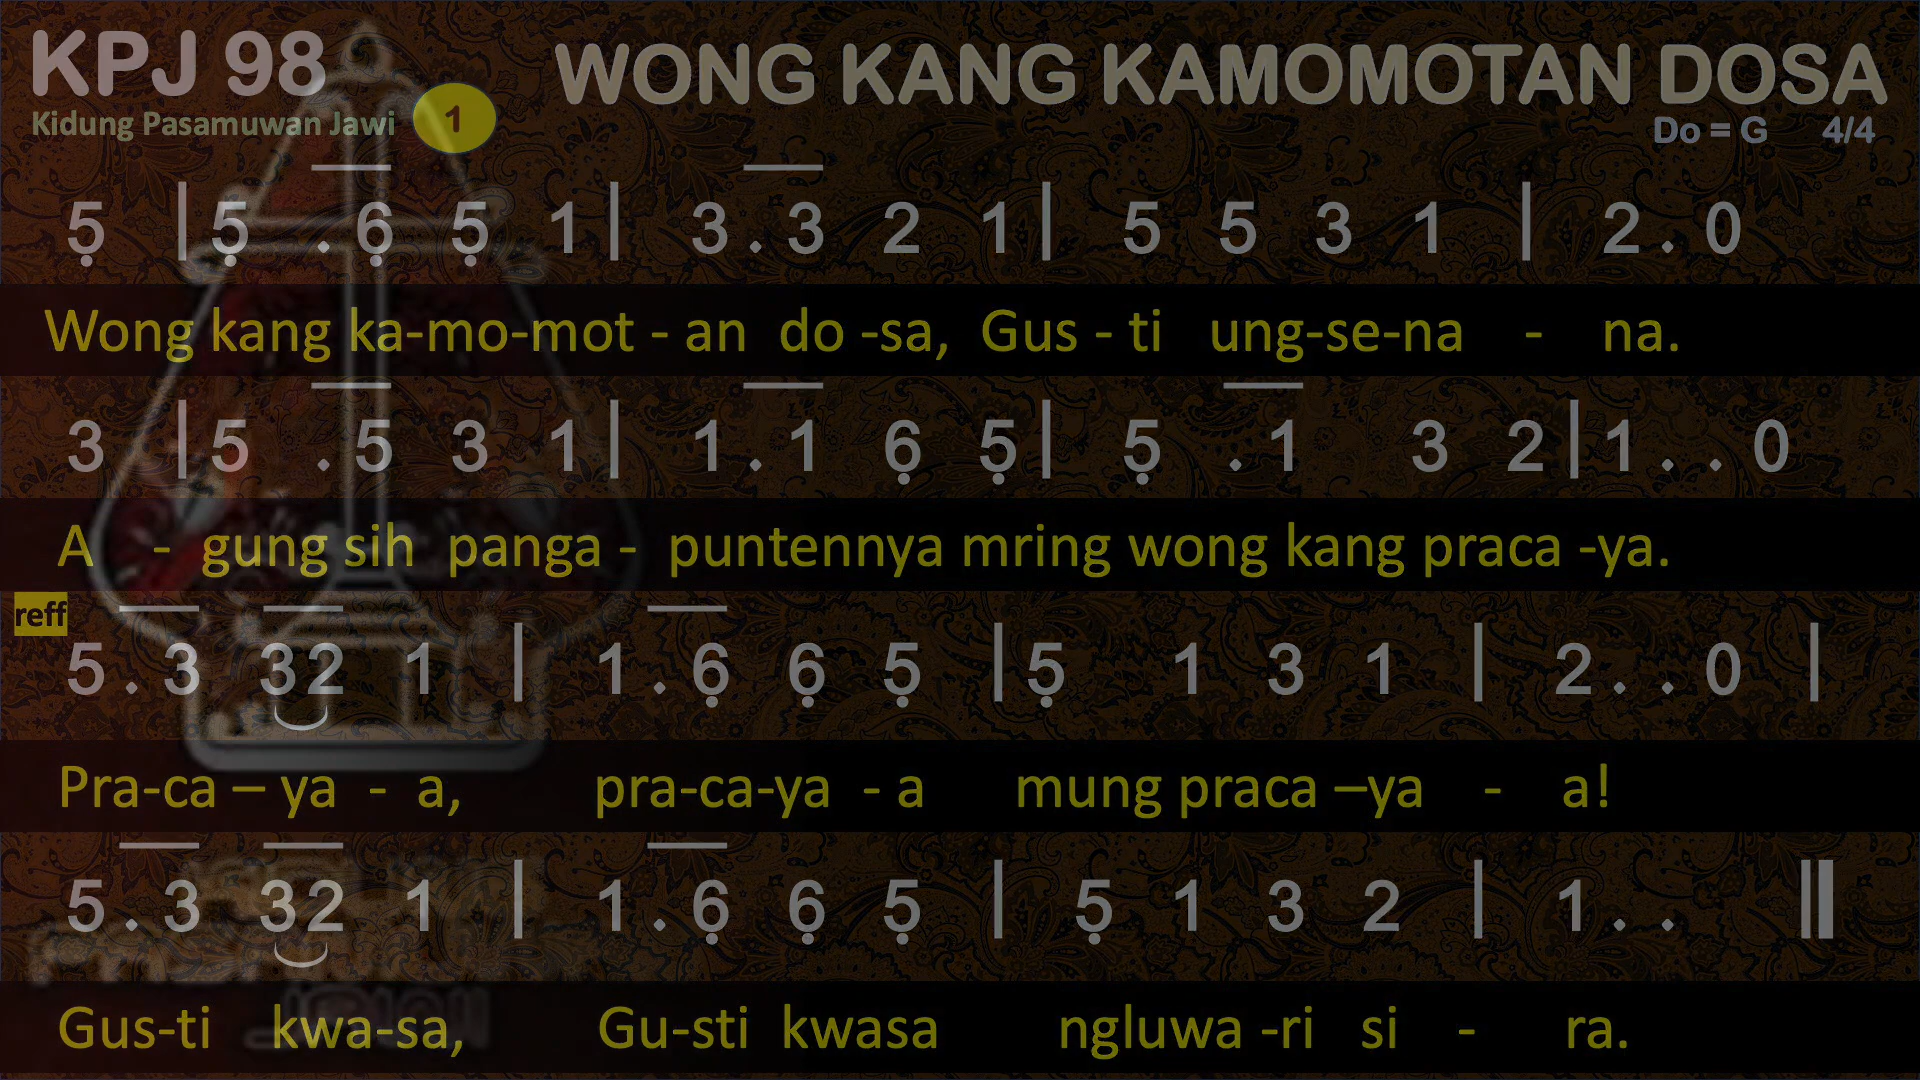 KPJ 98
Kidung Pasamuwan Jawi
1
WONG KANG KAMOMOTAN DOSA
Do = G 4/4
5̣ | 5̣ . 6̣ 5̣ 1 | 3 . 3 2 1 | 5 5 3 1 | 2 . 0
Wong kang ka-mo-mot - an do -sa, Gus - ti ung-se-na - na.
3 | 5 . 5 3 1 | 1 . 1 6̣ 5̣ | 5̣ . 1 3 2 | 1 . . 0
A - gung sih panga - puntennya mring wong kang praca -ya.
reff
5 . 3 32 1 | 1 . 6̣ 6̣ 5̣ | 5̣ 1 3 1 | 2 . . 0 |
Pra-ca – ya - a, pra-ca-ya - a mung praca –ya - a!
5 . 3 32 1 | 1 . 6̣ 6̣ 5̣ | 5̣ 1 3 2 | 1 . . ||
Gus-ti kwa-sa, Gu-sti kwasa ngluwa -ri si - ra.